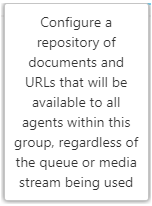 Configure a
repository of
documents and
URLs that will be
available to all
agents within this
group, regardless of
the queue or media
stream being used